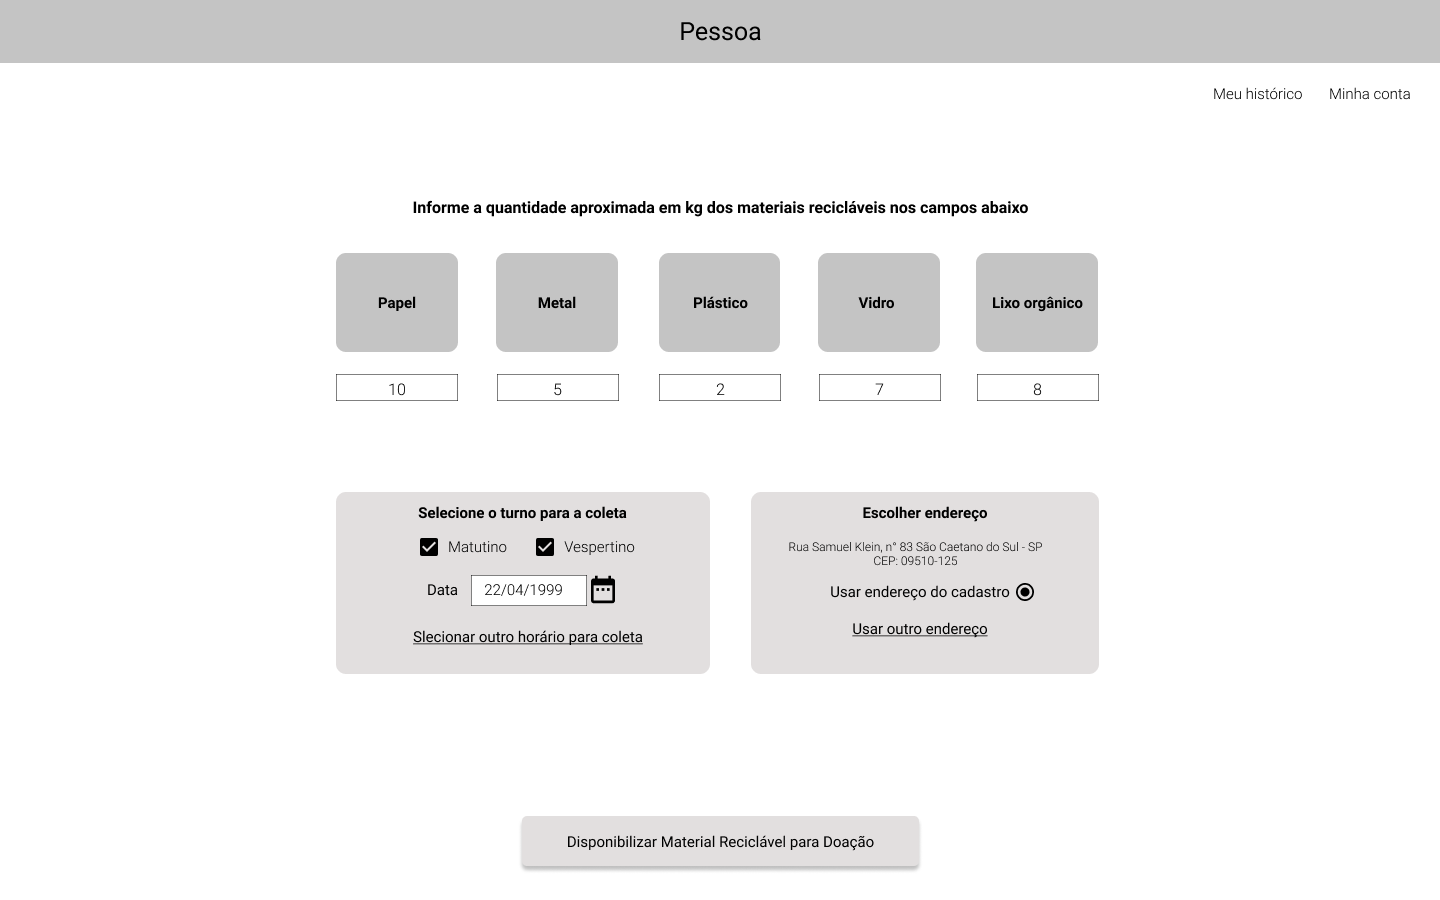 Pessoa
Meu histórico Minha conta
Informe a quantidade aproximada em kg dos materiais recicláveis nos campos abaixo
Papel Metal Plástico Vidro Lixo orgânico
10 5 2 7 8
Selecione o turno para a coleta
Matutino Vespertino
Data 22/04/1999
Slecionar outro horário para coleta
Escolher endereço
Rua Samuel Klein, n° 83 São Caetano do Sul - SP
CEP: 09510-125
Usar endereço do cadastro
Usar outro endereço
Disponibilizar Material Reciclável para Doação